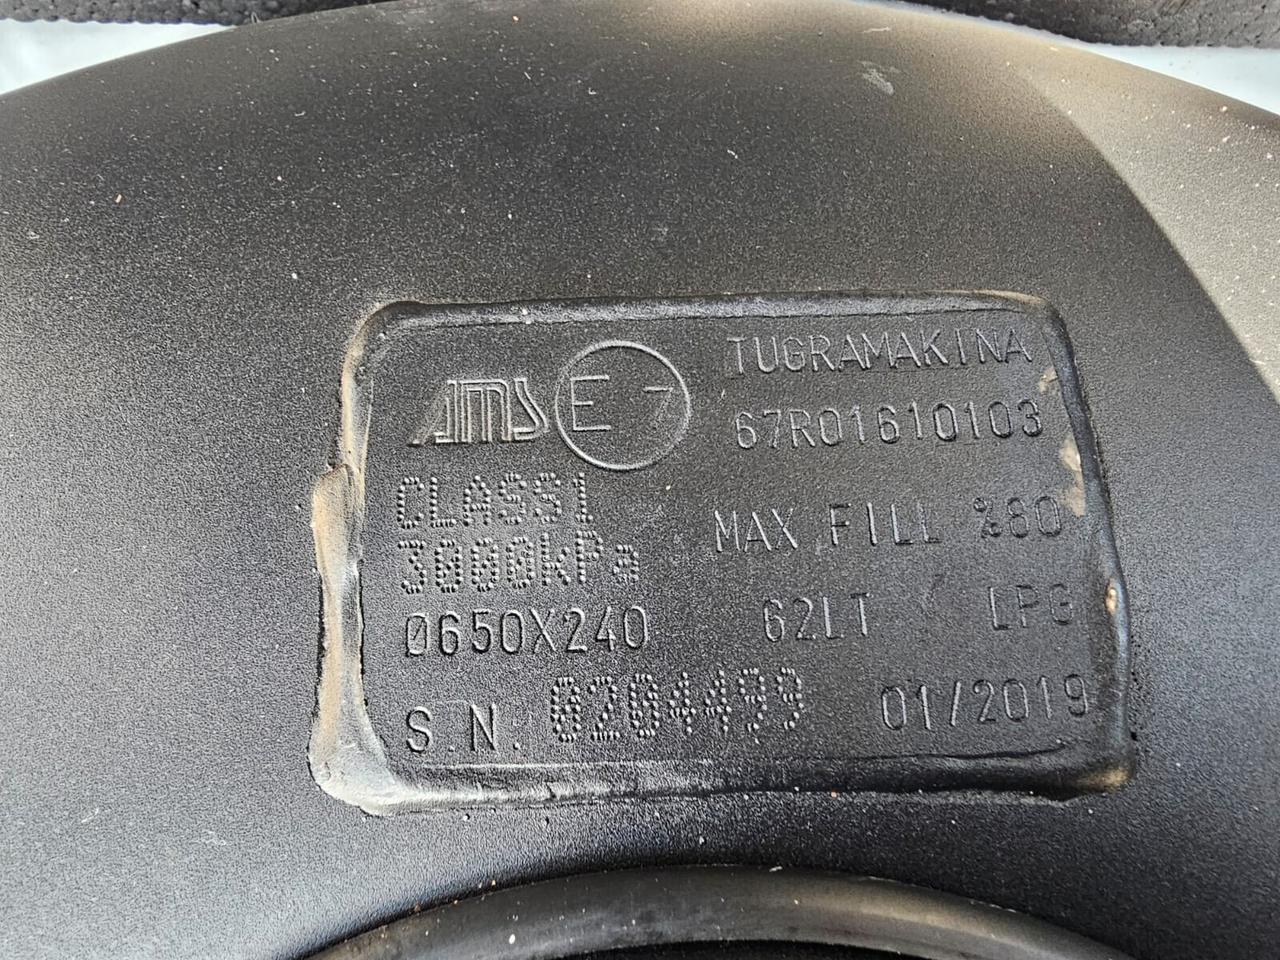 AMS E 7 TUGRAMAKINA
67R01610103
CLASS1
MAX FILL %80
3000kPa
Ø650X240 62LT LPG
S.N. 0204499 01/2019